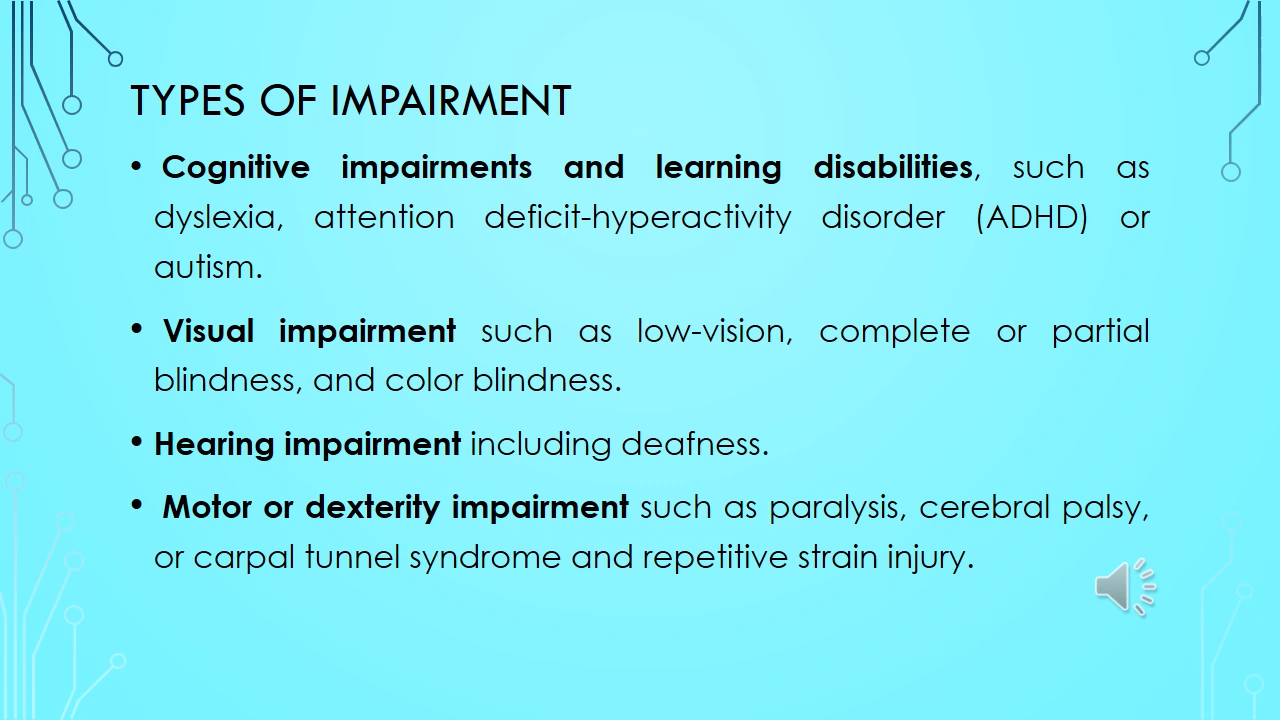 TYPES OF IMPAIRMENT
• Cognitive impairments and learning disabilities, such as
dyslexia, attention deficit-hyperactivity disorder (ADHD) or
autism.
• Visual impairment such as low-vision, complete or partial
blindness, and color blindness.
• Hearing impairment including deafness.
• Motor or dexterity impairment such as paralysis, cerebral palsy,
or carpal tunnel syndrome and repetitive strain injury.